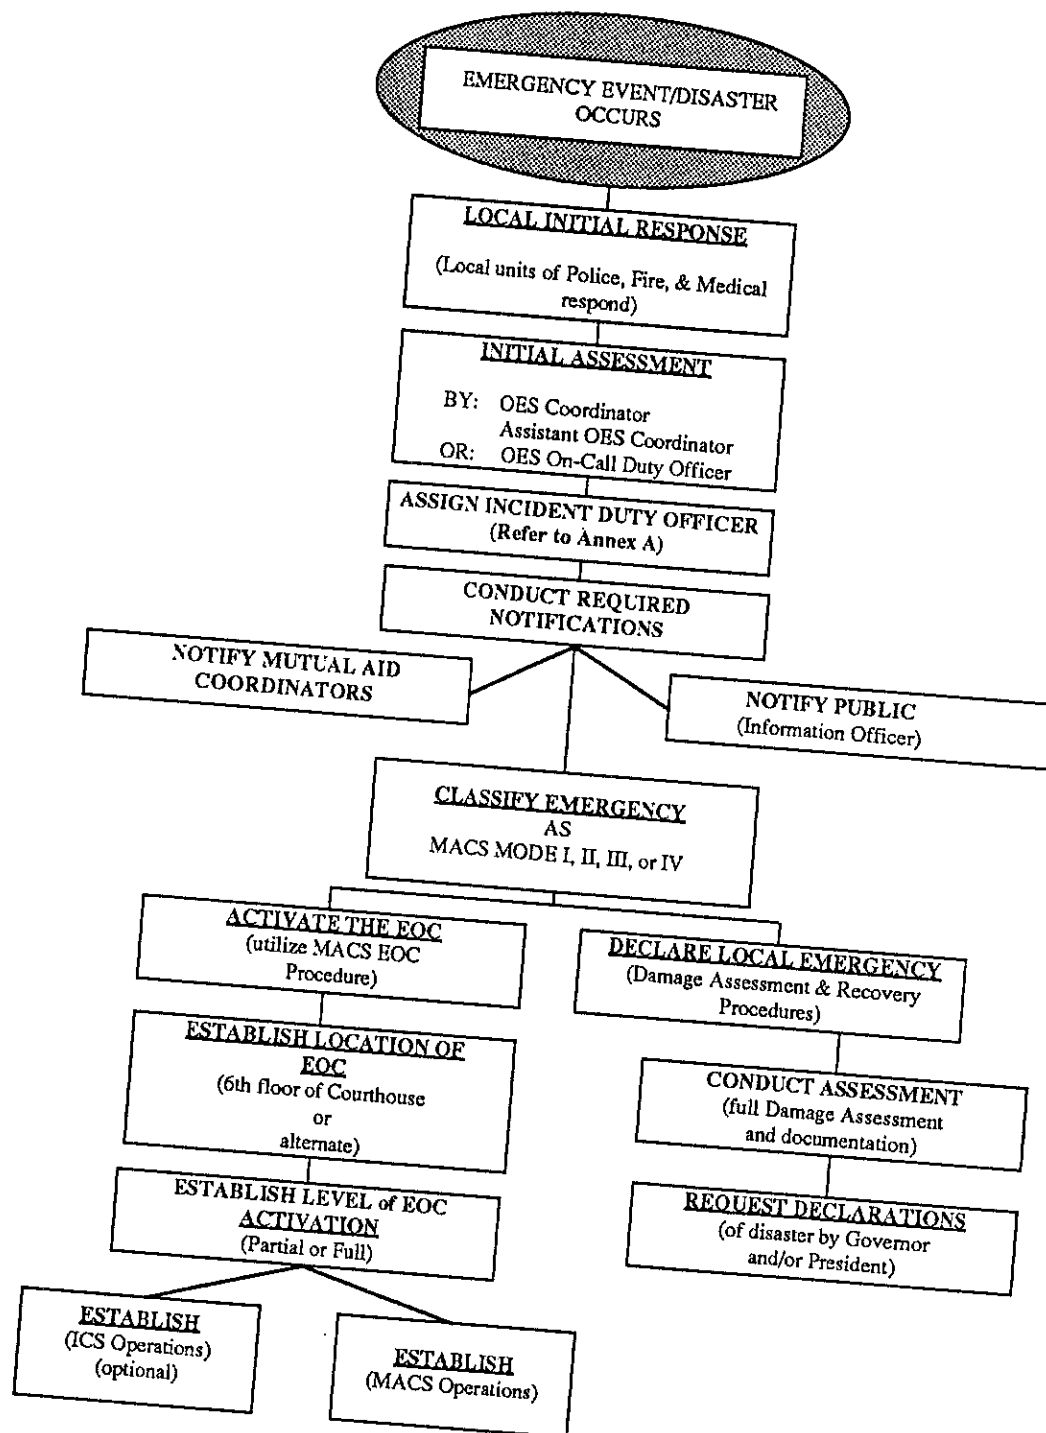 EMERGENCY EVENT/DISASTER
OCCURS
LOCAL INITIAL RESPONSE
(Local units of Police, Fire, & Medical
respond)
INITIAL ASSESSMENT
BY: OES Coordinator
Assistant OES Coordinator
OR: OES On-Call Duty Officer
ASSIGN INCIDENT DUTY OFFICER
(Refer to Annex A)
CONDUCT REQUIRED
NOTIFICATIONS
NOTIFY MUTUAL AID
COORDINATORS
NOTIFY PUBLIC
(Information Officer)
CLASSIFY EMERGENCY
AS
MACS MODE I, II, III, or IV
ACTIVATE THE EOC
(utilize MACS EOC
Procedure)
DECLARE LOCAL EMERGENCY
(Damage Assessment & Recovery
Procedures)
ESTABLISH LOCATION OF
EOC
(6th floor of Courthouse
or
alternate)
CONDUCT ASSESSMENT
(full Damage Assessment
and documentation)
ESTABLISH LEVEL of EOC
ACTIVATION
(Partial or Full)
REQUEST DECLARATIONS
(of disaster by Governor
and/or President)
ESTABLISH
(ICS Operations)
(optional)
ESTABLISH
(MACS Operations)